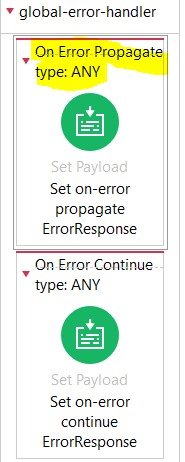 global-error-handler
On Error Propagate
type: ANY
Set Payload
Set on-error
propagate
ErrorResponse
On Error Continue
type: ANY
Set Payload
Set on-error
continue
ErrorResponse